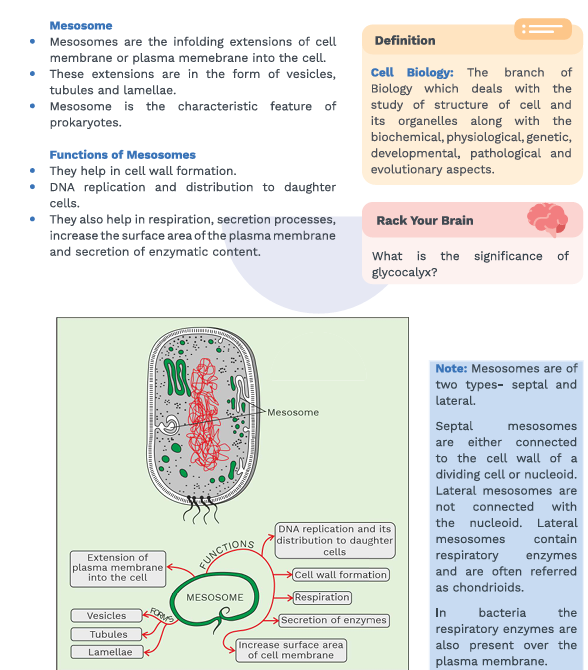 Mesosome
• Mesosomes are the infolding extensions of cell
membrane or plasma memebrane into the cell.
• These extensions are in the form of vesicles,
tubules and lamellae.
• Mesosome is the characteristic feature of
prokaryotes.
Functions of Mesosomes
• They help in cell wall formation.
• DNA replication and distribution to daughter
cells.
• They also help in respiration, secretion processes,
increase the surface area of the plasma membrane
and secretion of enzymatic content.
Definition
Cell Biology: The branch of
Biology which deals with the
study of structure of cell and
its organelles along with the
biochemical, physiological, genetic,
developmental, pathological and
evolutionary aspects.
Rack Your Brain
What is the significance of
glycocalyx?
Mesosome
FUNCTIONS
DNA replication and its
distribution to daughter
cells
Extension of
plasma membrane
into the cell
Cell wall formation
MESOSOME
Respiration
FORMS
Vesicles
Secretion of enzymes
Tubules
Lamellae
Increase surface area
of cell membrane
Note: Mesosomes are of
two types- septal and
lateral.
Septal mesosomes
are either connected
to the cell wall of a
dividing cell or nucleoid.
Lateral mesosomes are
not connected with
the nucleoid. Lateral
mesosomes contain
respiratory enzymes
and are often referred
as chondrioids.
In bacteria the
respiratory enzymes are
also present over the
plasma membrane.